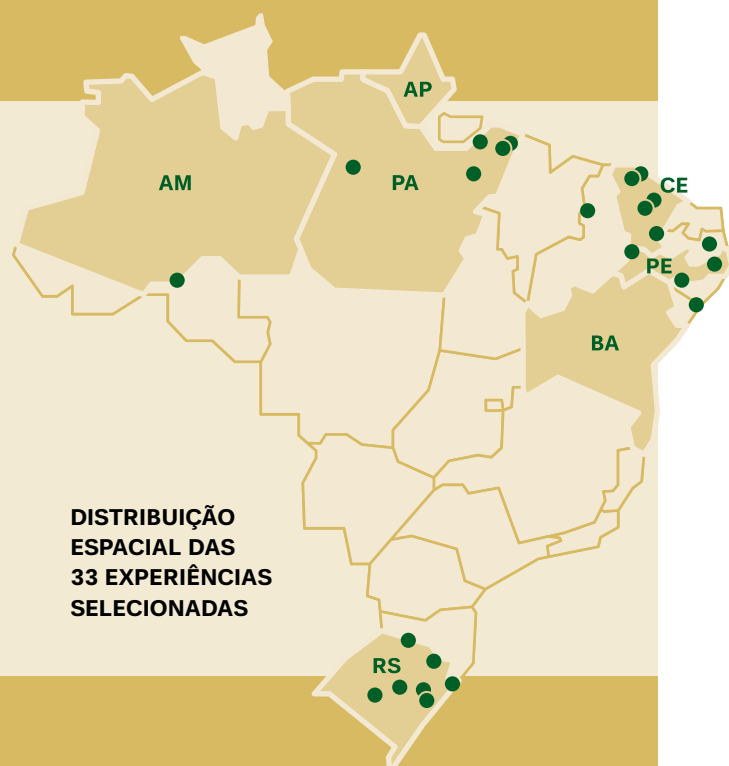 AP
AM
PA
CE
PE
BA
DISTRIBUIÇÃO
ESPACIAL DAS
33 EXPERIÊNCIAS
SELECIONADAS
RS